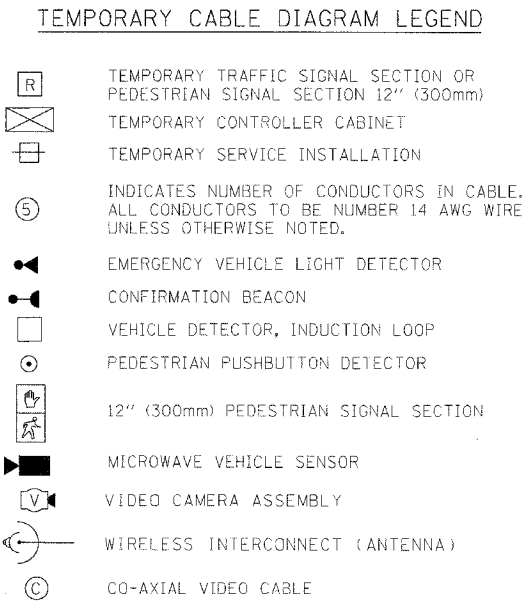 TEMPORARY CABLE DIAGRAM LEGEND
R TEMPORARY TRAFFIC SIGNAL SECTION OR
PEDESTRIAN SIGNAL SECTION 12" (300mm)
TEMPORARY CONTROLLER CABINET
TEMPORARY SERVICE INSTALLATION
INDICATES NUMBER OF CONDUCTORS IN CABLE.
5 ALL CONDUCTORS TO BE NUMBER 14 AWG WIRE
UNLESS OTHERWISE NOTED.
EMERGENCY VEHICLE LIGHT DETECTOR
CONFIRMATION BEACON
VEHICLE DETECTOR, INDUCTION LOOP
PEDESTRIAN PUSHBUTTON DETECTOR
12" (300mm) PEDESTRIAN SIGNAL SECTION
MICROWAVE VEHICLE SENSOR
V VIDEO CAMERA ASSEMBLY
WIRELESS INTERCONNECT (ANTENNA)
C CO-AXIAL VIDEO CABLE